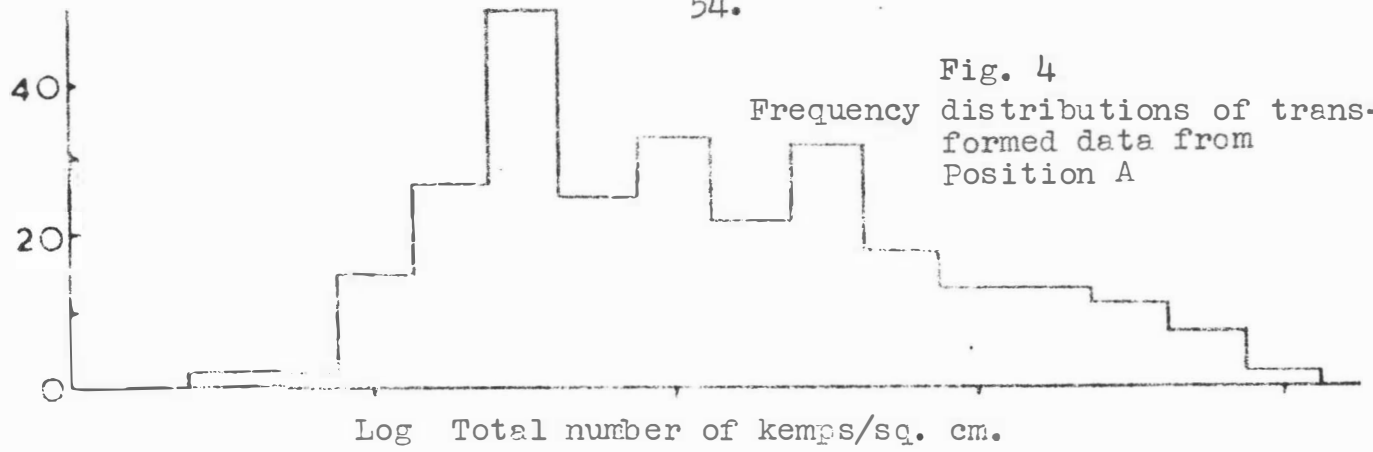 54.
Fig. 4
Frequency distributions of trans-
formed data from
Position A
40
20
0
Log Total number of kemps/sq. cm.